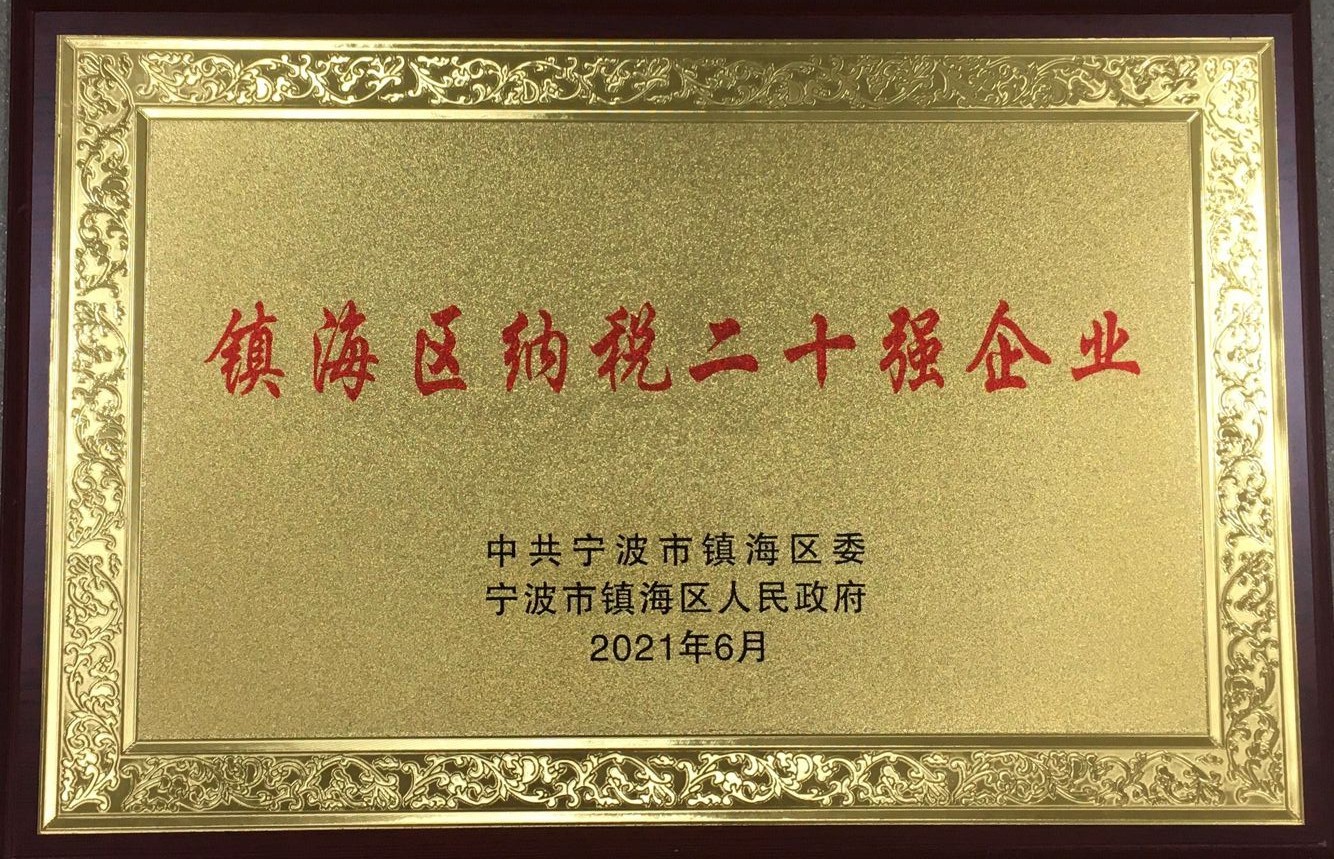 镇海区纳税二十强企业
中共宁波市镇海区委
宁波市镇海区人民政府
2021年6月